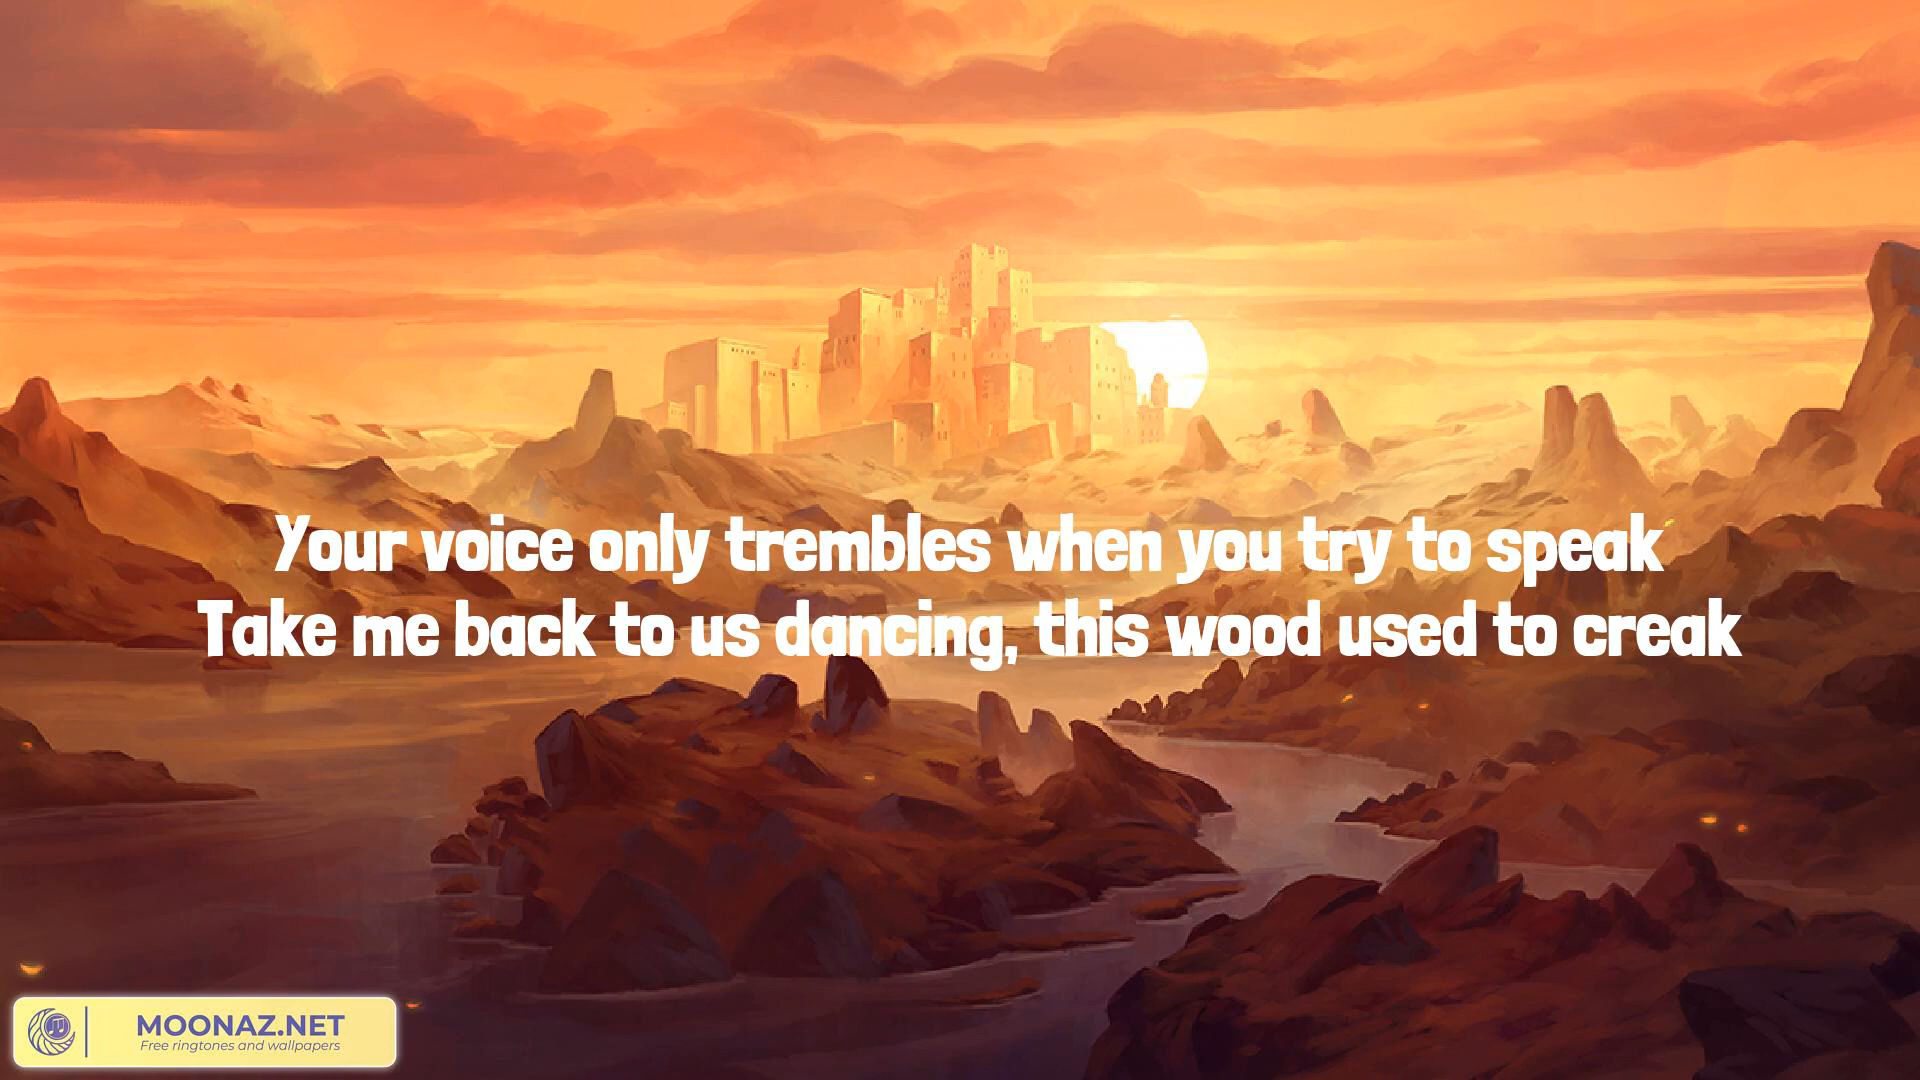 Your voice only trembles when you try to speak
Take me back to us dancing, this wood used to creak
MOONAZ.NET
Free ringtones and wallpapers